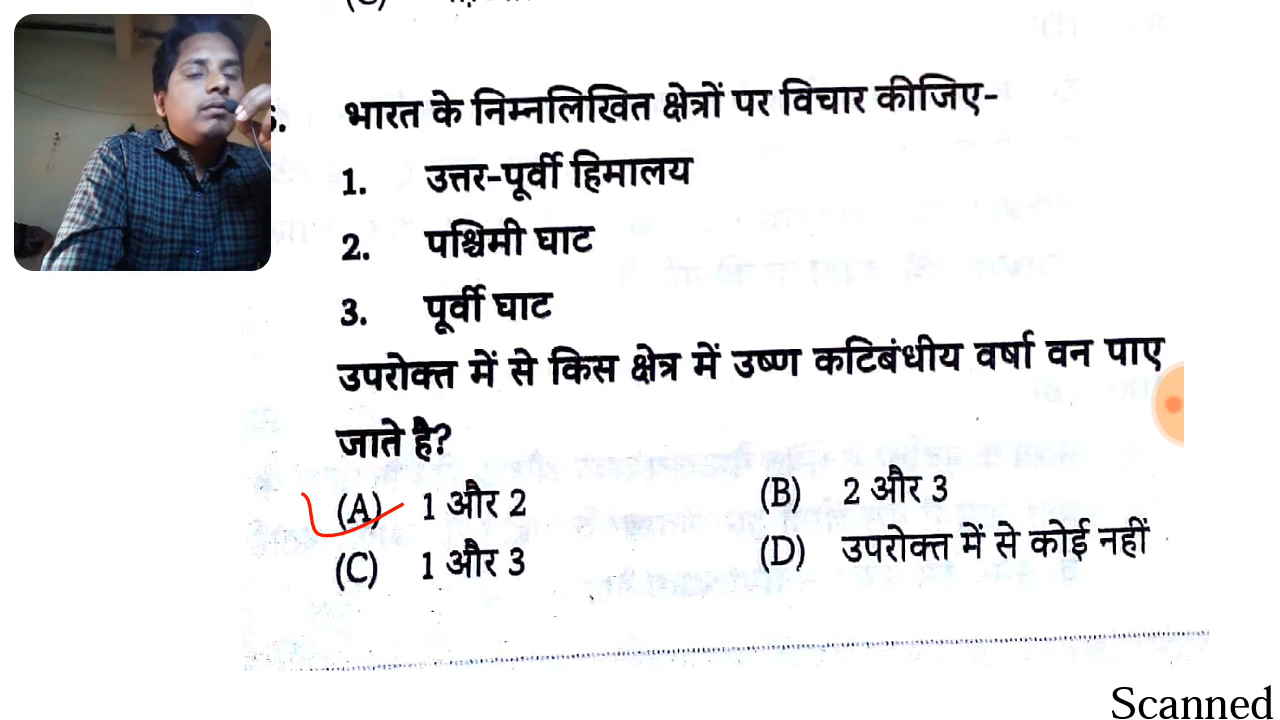 भारत के निम्नलिखित क्षेत्रों पर विचार कीजिए-
1. उत्तर-पूर्वी हिमालय
2. पश्चिमी घाट
3. पूर्वी घाट
उपरोक्त में से किस क्षेत्र में उष्ण कटिबंधीय वर्षा वन पाए
जाते है?
(A) 1 और 2 (B) 2 और 3
(C) 1 और 3 (D) उपरोक्त में से कोई नहीं
Scanned